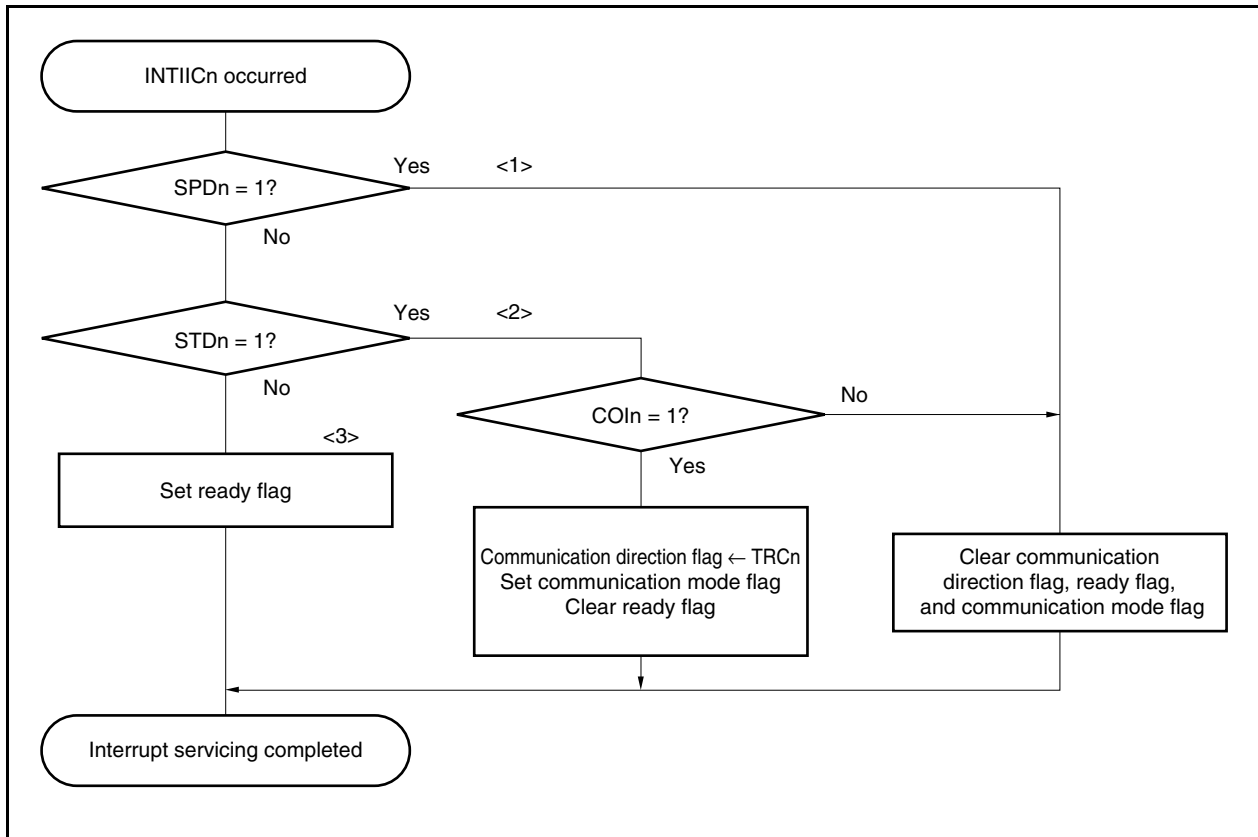 INTIICn occurred
Yes
<1>
SPDn = 1?
No
Yes
<2>
STDn = 1?
No
No
COIn = 1?
<3>
Yes
Set ready flag
Communication direction flag ← TRCn
Set communication mode flag
Clear ready flag
Clear communication
direction flag, ready flag,
and communication mode flag
Interrupt servicing completed